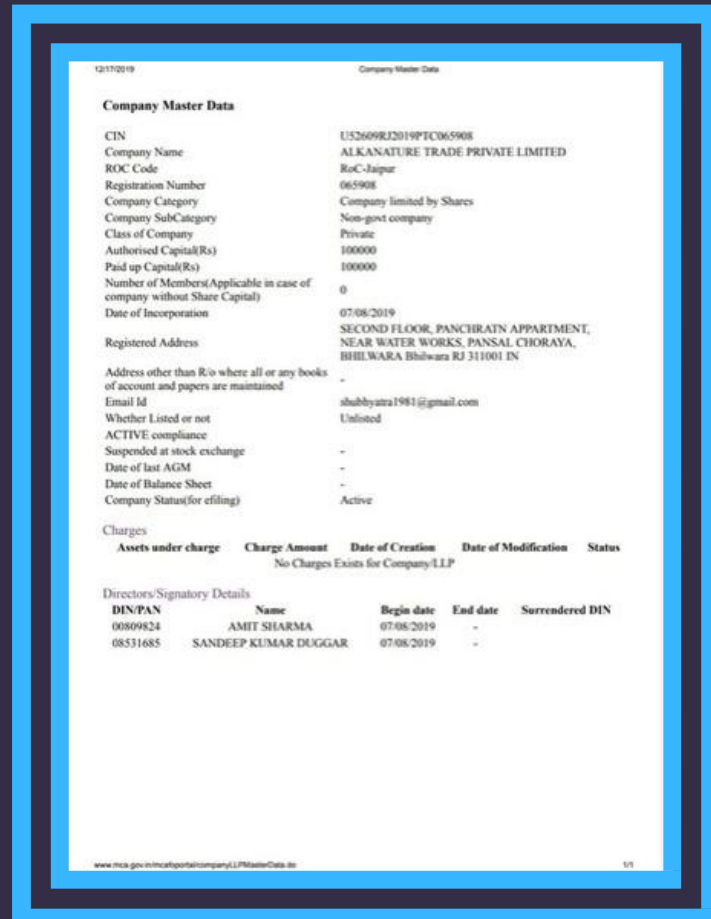 12/17/2019 Company Master Data
Company Master Data
CIN U52609RJ2019PTC065908
Company Name ALKANATURE TRADE PRIVATE LIMITED
ROC Code RoC-Jaipur
Registration Number 065908
Company Category Company limited by Shares
Company SubCategory Non-govt company
Class of Company Private
Authorised Capital(Rs) 100000
Paid up Capital(Rs) 100000
Number of Members(Applicable in case of
company without Share Capital) 0
Date of Incorporation 07/08/2019
Registered Address SECOND FLOOR, PANCHRATN APPARTMENT,
NEAR WATER WORKS, PANSAL CHORAYA,
BHILWARA Bhilwara RJ 311001 IN
Address other than R/o where all or any books
of account and papers are maintained -
Email Id shubhyatra1981@gmail.com
Whether Listed or not Unlisted
ACTIVE compliance
Suspended at stock exchange -
Date of last AGM -
Date of Balance Sheet -
Company Status(for efiling) Active
Charges
Assets under charge Charge Amount Date of Creation Date of Modification Status
No Charges Exists for Company/LLP
Directors/Signatory Details
DIN/PAN Name Begin date End date Surrendered DIN
00809824 AMIT SHARMA 07/08/2019 -
08531685 SANDEEP KUMAR DUGGAR 07/08/2019 -
www.mca.gov.in/mcafoportal/companyLLPMasterData.do 1/1